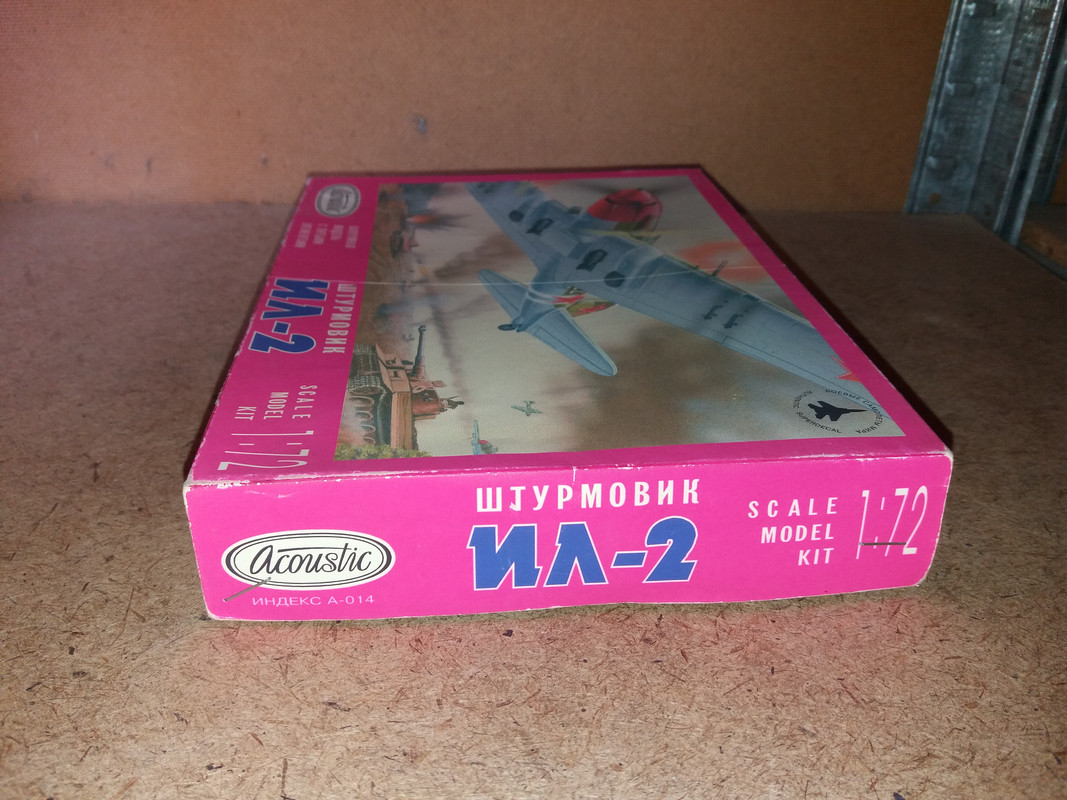 Acoustic
ИНДЕКС А-014
ШТУРМОВИК
ИЛ-2
SCALE
MODEL
KIT
1:72
ШТУРМОВИК
ИЛ-2
SCALE
MODEL
KIT
1:72
SUPERDECAL